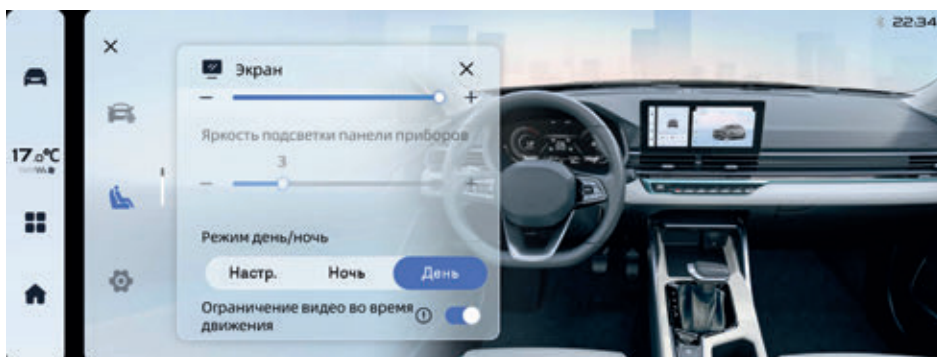 22:34
Экран
Яркость подсветки панели приборов
3
17.0°C
Режим день/ночь
Настр. Ночь День
Ограничение видео во время
движения